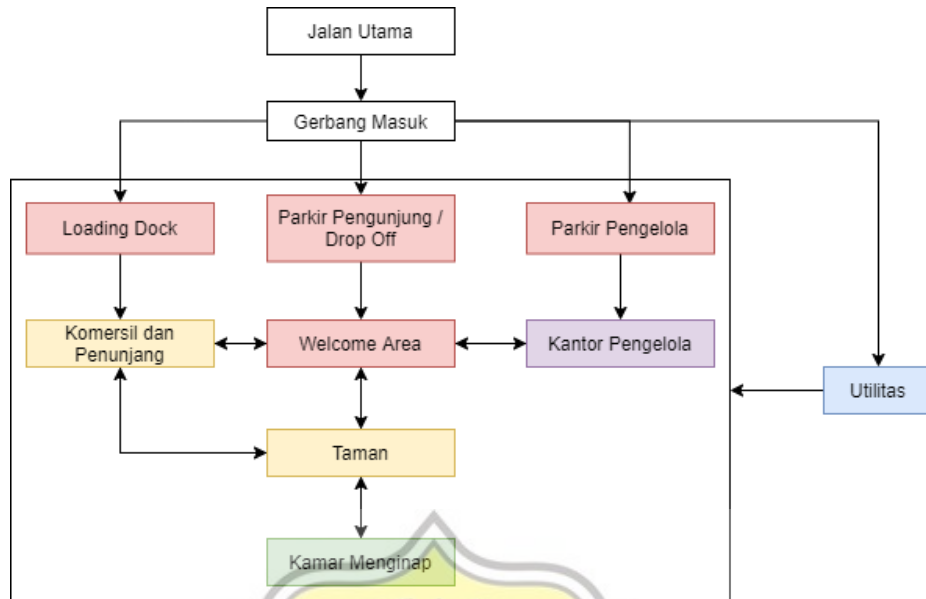 Jalan Utama
Gerbang Masuk
Loading Dock
Parkir Pengunjung /
Drop Off
Parkir Pengelola
Komersil dan
Penunjang
Welcome Area
Kantor Pengelola
Utilitas
Taman
Kamar Menginap